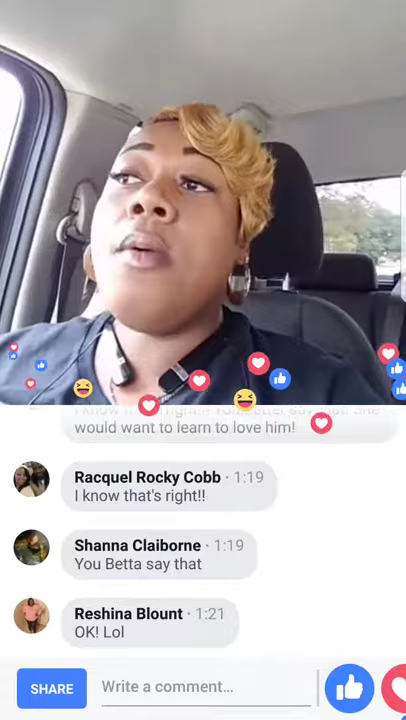 would want to learn to love him!
Racquel Rocky Cobb · 1:19
I know that's right!!
Shanna Claiborne · 1:19
You Betta say that
Reshina Blount · 1:21
OK! Lol
SHARE
Write a comment...